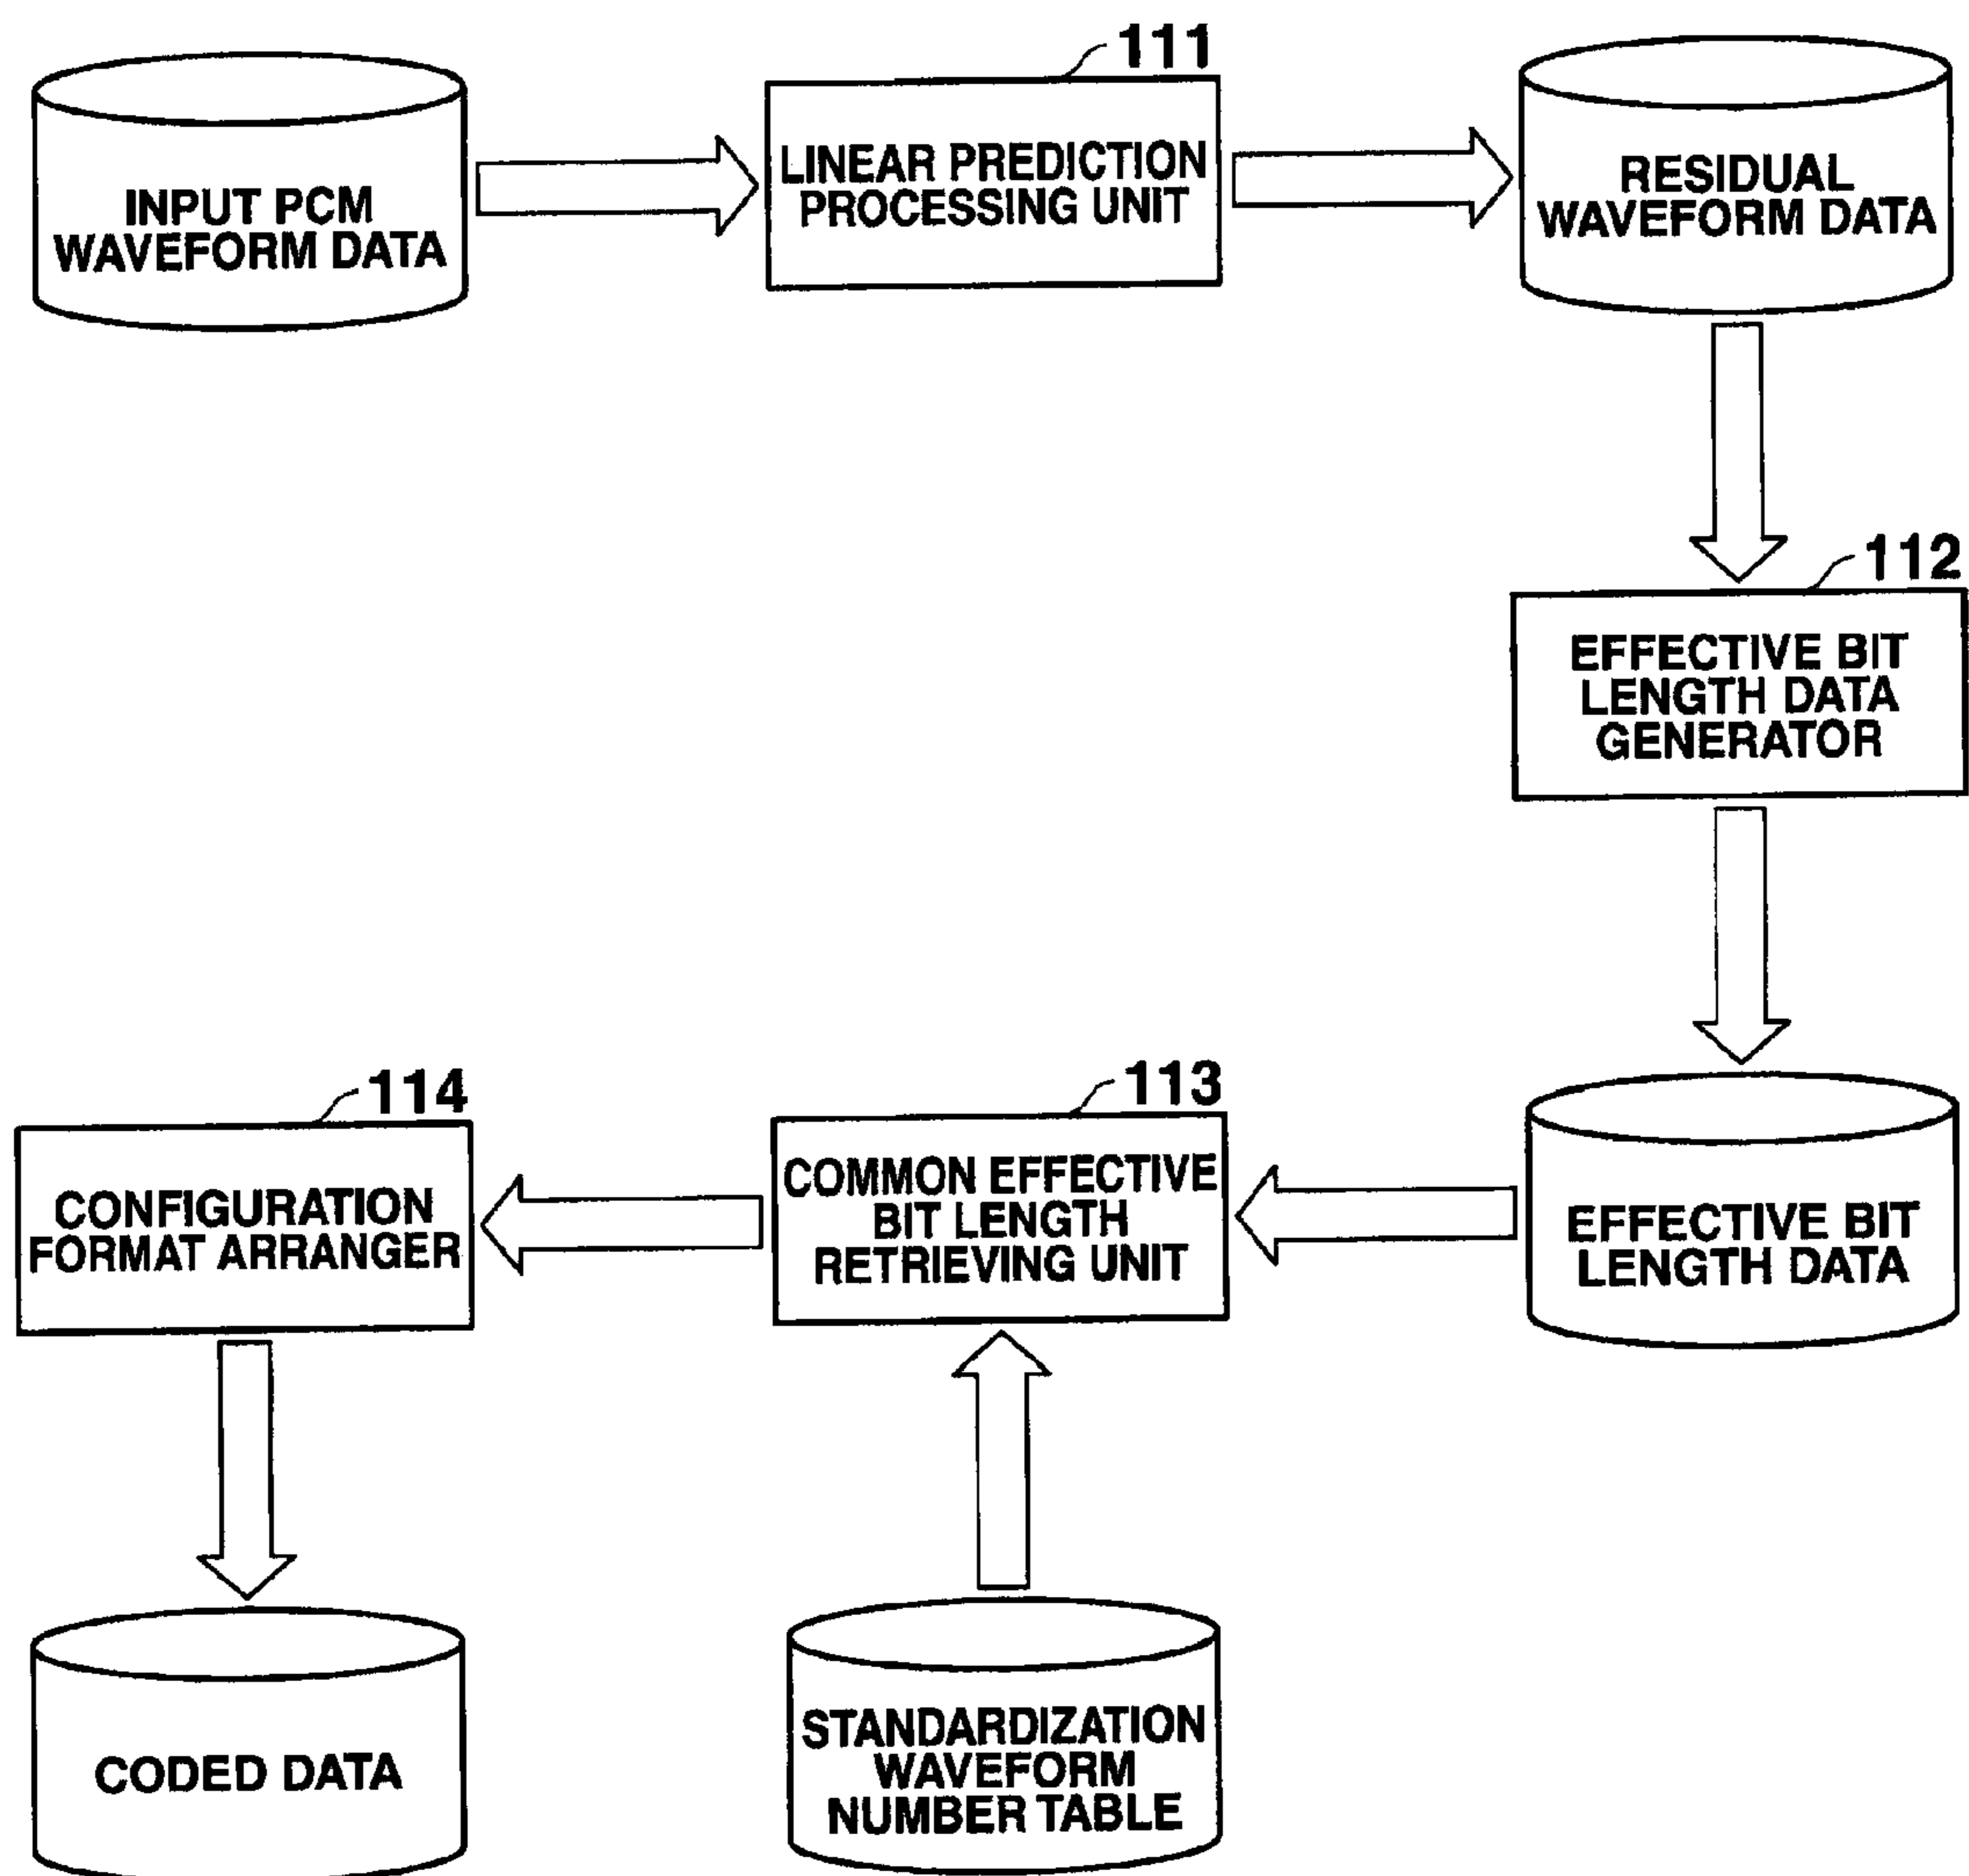 111
INPUT PCM
WAVEFORM DATA
LINEAR PREDICTION
PROCESSING UNIT
RESIDUAL
WAVEFORM DATA
112
EFFECTIVE BIT
LENGTH DATA
GENERATOR
114
CONFIGURATION
FORMAT ARRANGER
113
COMMON EFFECTIVE
BIT LENGTH
RETRIEVING UNIT
EFFECTIVE BIT
LENGTH DATA
CODED DATA
STANDARDIZATION
WAVEFORM
NUMBER TABLE